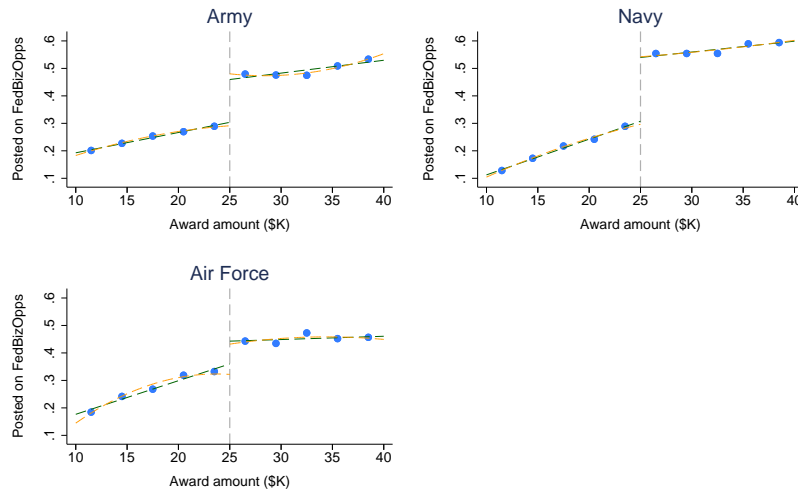 Army
Posted on FedBizOpps
.6
.5
.4
.3
.2
.1
10 15 20 25 30 35 40
Award amount ($K)
Navy
Posted on FedBizOpps
.6
.5
.4
.3
.2
.1
10 15 20 25 30 35 40
Award amount ($K)
Air Force
Posted on FedBizOpps
.6
.5
.4
.3
.2
.1
10 15 20 25 30 35 40
Award amount ($K)